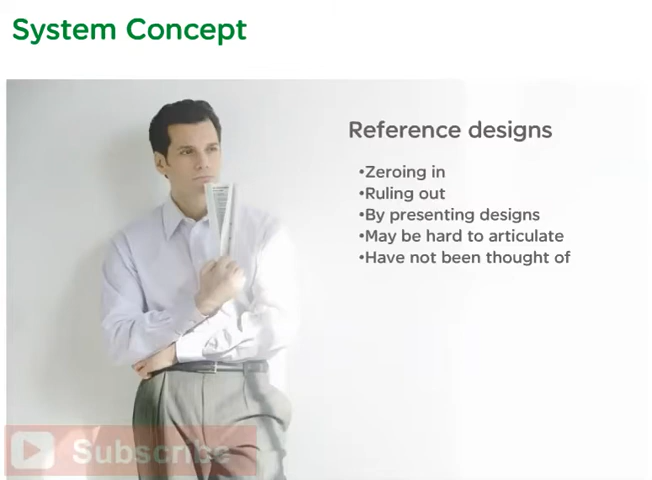 System Concept
Reference designs
•Zeroing in
•Ruling out
•By presenting designs
•May be hard to articulate
•Have not been thought of
Subscribe